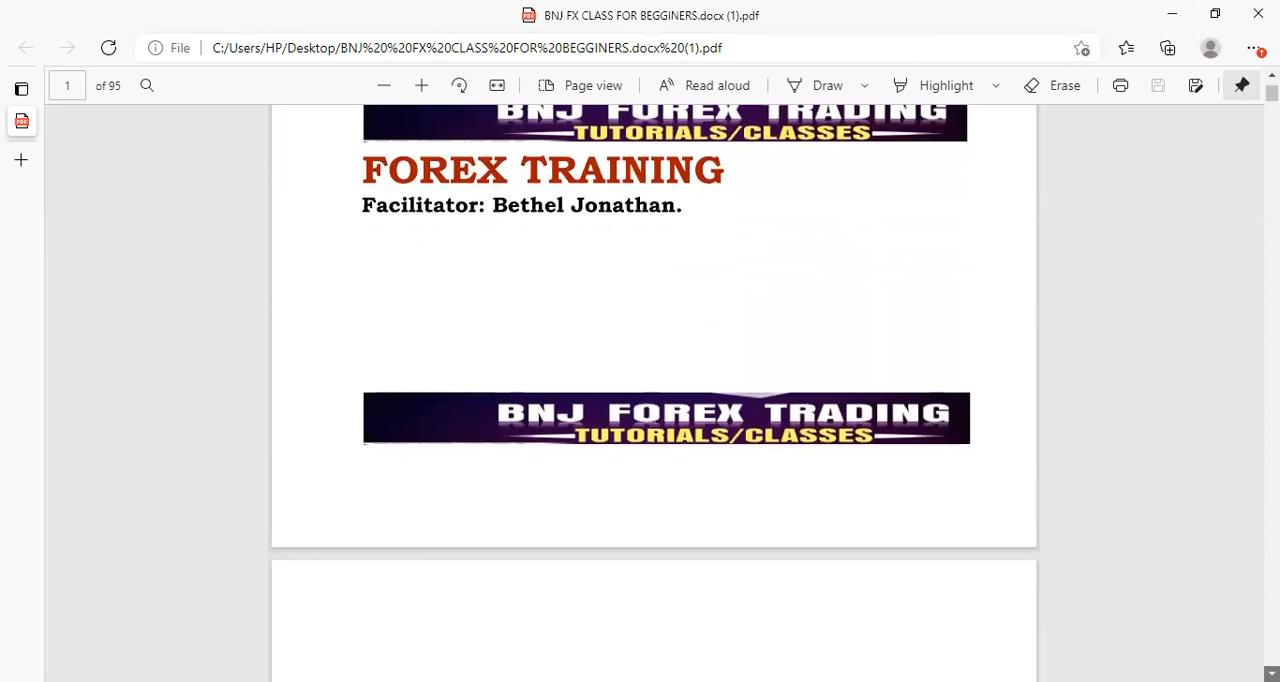 BNJ FX CLASS FOR BEGGINERS.docx (1).pdf
File C:/Users/HP/Desktop/BNJ%20%20FX%20CLASS%20FOR%20BEGGINERS.docx%20(1).pdf
1 of 95 Page view Read aloud Draw Highlight Erase
BNJ FOREX TRADING
TUTORIALS/CLASSES
FOREX TRAINING
Facilitator: Bethel Jonathan.
BNJ FOREX TRADING
TUTORIALS/CLASSES